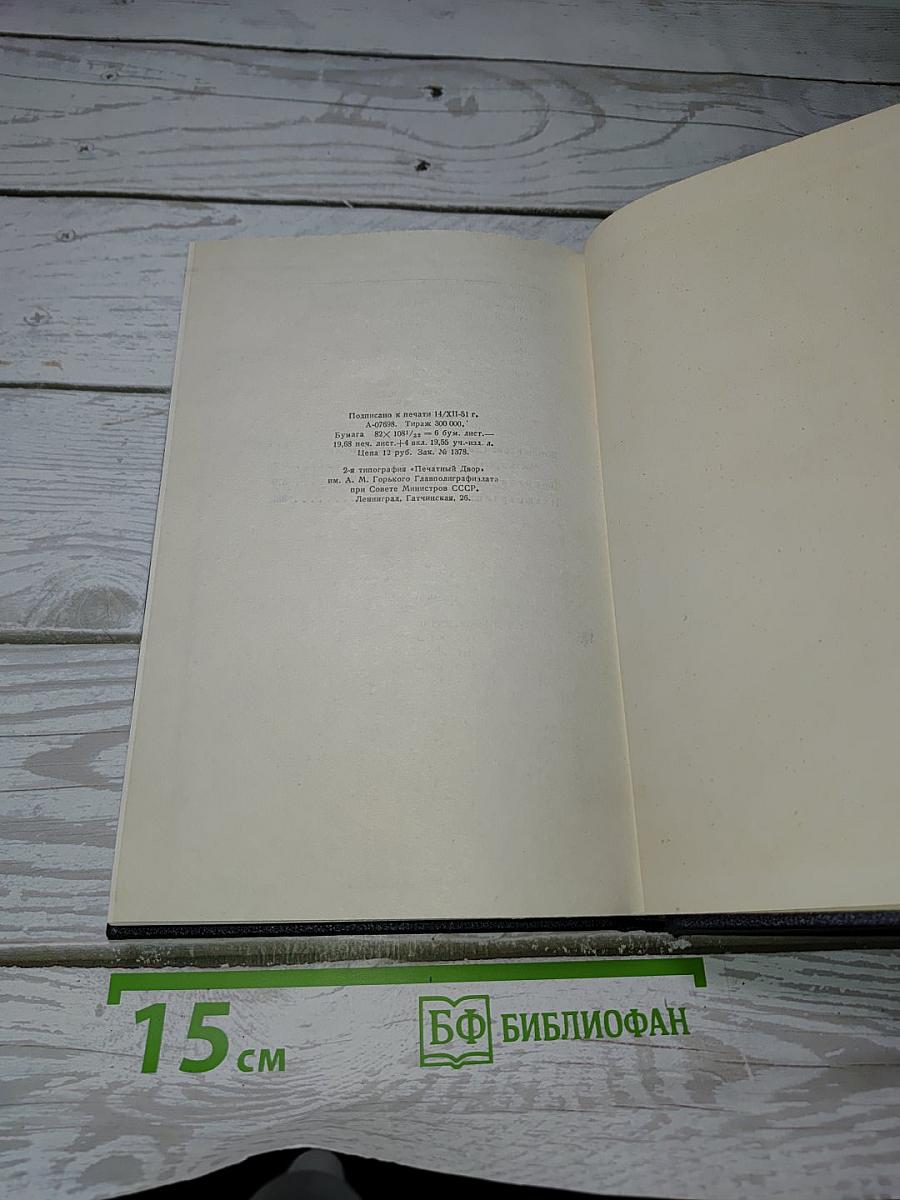 Подписано к печати 14/XII-51 г.
А-07698. Тираж 300 000.
Бумага 82×108¹/₃₂ = 6 бум. лист.—
19,68 печ. лист.+4 вкл. 19,55 уч.-изд. л.
Цена 12 руб. Зак. № 1378.
2-я типография «Печатный Двор»
им. А. М. Горького Главполиграфиздата
при Совете Министров СССР.
Ленинград, Гатчинская, 26.
15 см
БФ БИБЛИОФАН